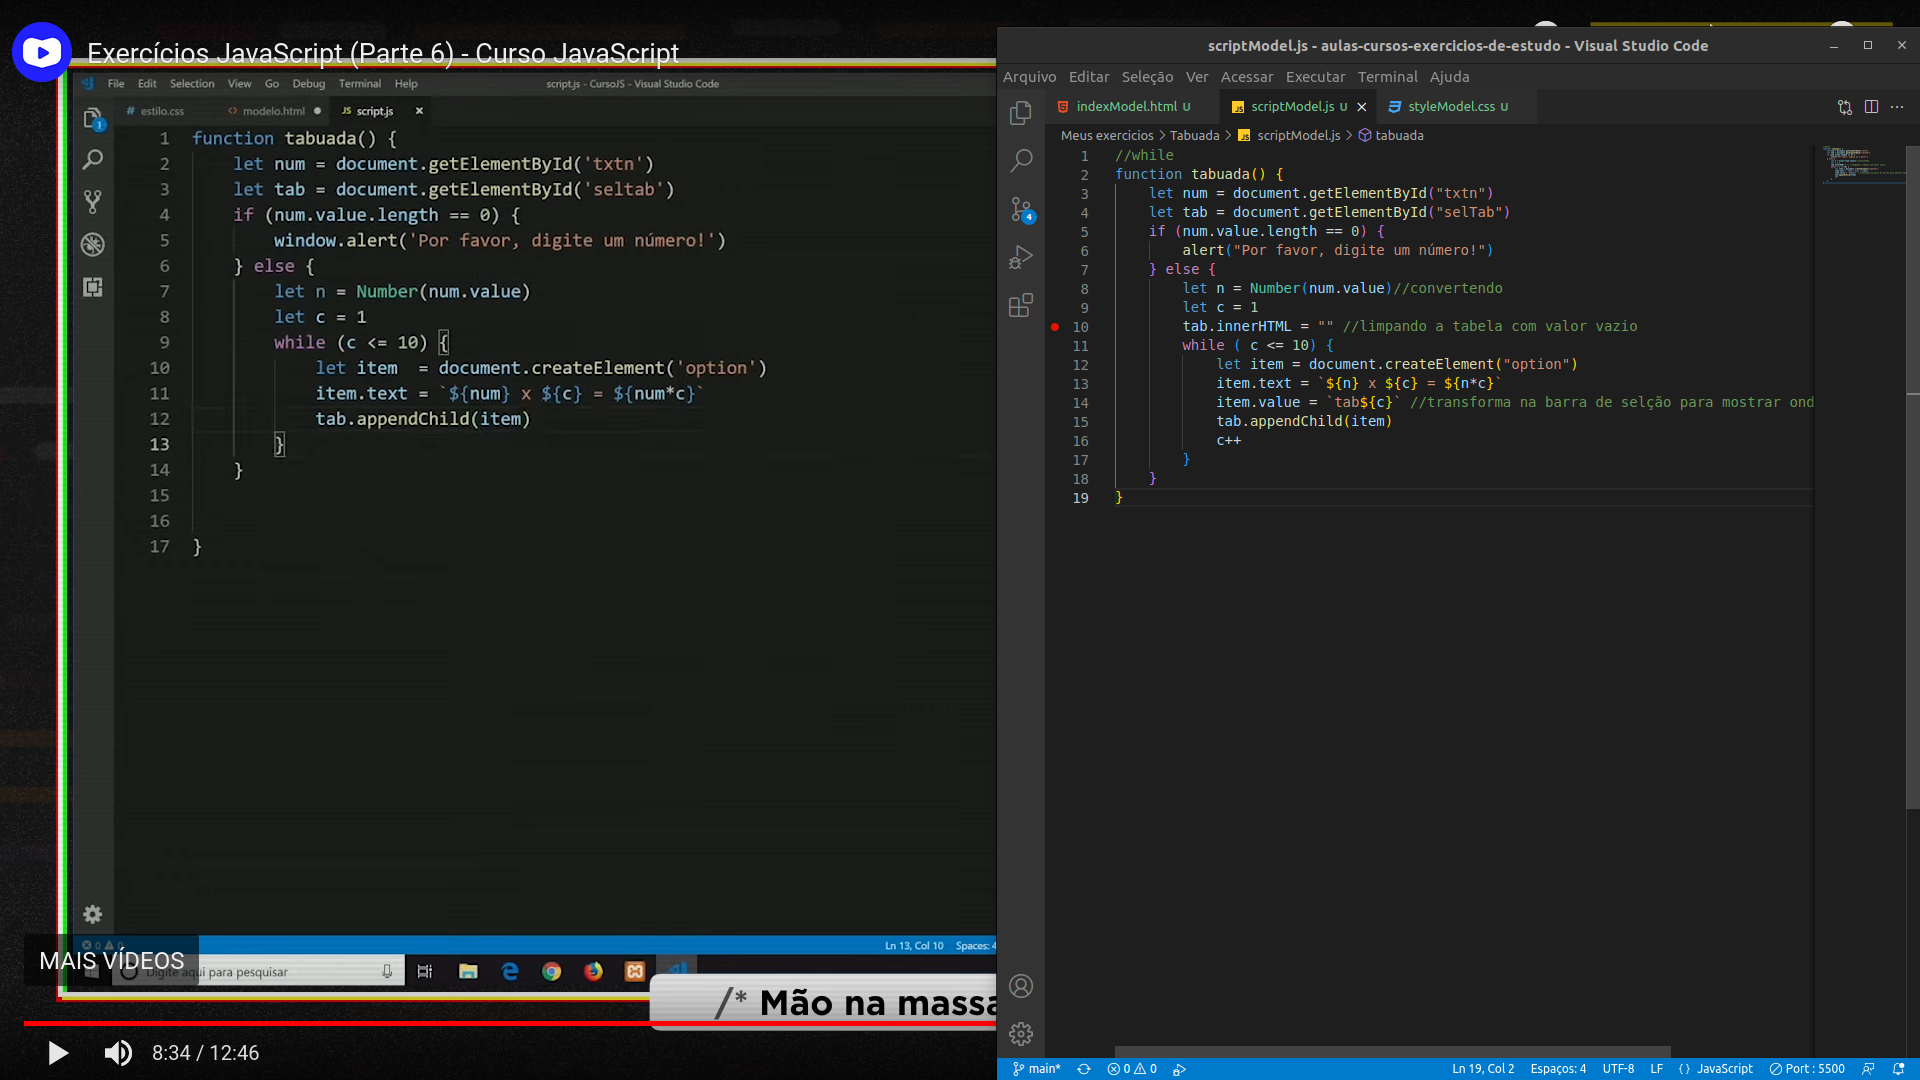 Exercícios JavaScript (Parte 6) - Curso JavaScript
File Edit Selection View Go Debug Terminal Help
script.js - CursoJS - Visual Studio Code
# estilo.css
<> modelo.html ●
JS script.js ×
1
1 function tabuada() {
2 let num = document.getElementById('txtn')
3 let tab = document.getElementById('seltab')
4 if (num.value.length == 0) {
5 window.alert('Por favor, digite um número!')
6 } else {
7 let n = Number(num.value)
8 let c = 1
9 while (c <= 10) {
10 let item  = document.createElement('option')
11 item.text = `${num} x ${c} = ${num*c}`
12 tab.appendChild(item)
13 }
14 }
15
16
17 }
0 0
Ln 13, Col 10 Spaces: 4
MAIS VÍDEOS
Digite aqui para pesquisar
/* Mão na massa
8:34 / 12:46
scriptModel.js - aulas-cursos-exercicios-de-estudo - Visual Studio Code
Arquivo Editar Seleção Ver Acessar Executar Terminal Ajuda
indexModel.html U
JS scriptModel.js U ×
styleModel.css U
Meus exercicios > Tabuada > JS scriptModel.js > tabuada
4
1 //while
2 function tabuada() {
3 let num = document.getElementById("txtn")
4 let tab = document.getElementById("selTab")
5 if (num.value.length == 0) {
6 alert("Por favor, digite um número!")
7 } else {
8 let n = Number(num.value)//convertendo
9 let c = 1
10 tab.innerHTML = "" //limpando a tabela com valor vazio
11 while ( c <= 10) {
12 let item = document.createElement("option")
13 item.text = `${n} x ${c} = ${n*c}`
14 item.value = `tab${c}` //transforma na barra de selção para mostrar ond
15 tab.appendChild(item)
16 c++
17 }
18 }
19 }
main* 0 0
Ln 19, Col 2 Espaços: 4 UTF-8 LF {} JavaScript Port : 5500